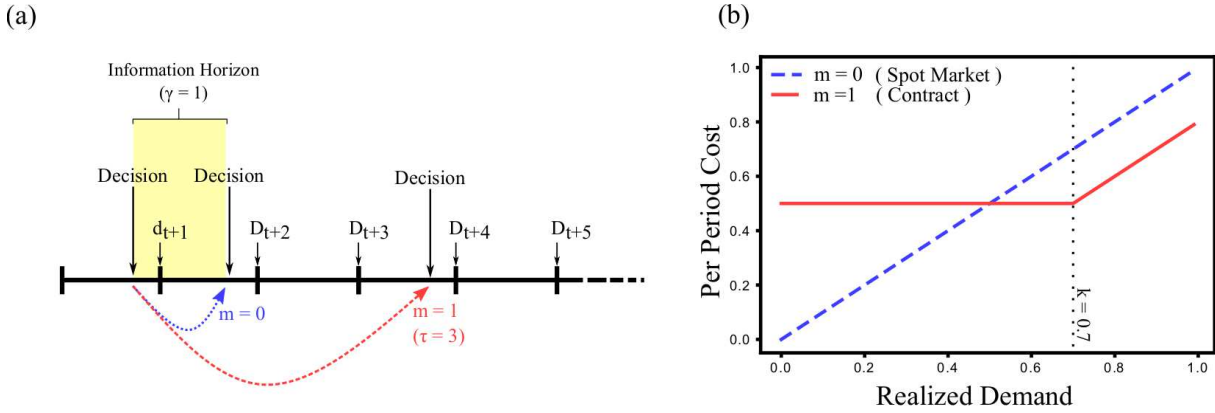 (a)
Information Horizon
(γ = 1)
Decision Decision Decision
d_{t+1} D_{t+2} D_{t+3} D_{t+4} D_{t+5}
m = 0
m = 1
(τ = 3)
(b)
Per Period Cost
1.0
0.8
0.6
0.4
0.2
0.0
m = 0 ( Spot Market )
m =1 ( Contract )
k = 0.7
0.0 0.2 0.4 0.6 0.8 1.0
Realized Demand